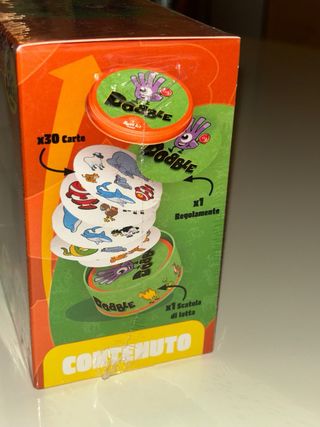 DOBBLE
x30 Carte
DOBBLE
x1
Regolamento
DOBBLE
x1 Scatola
di latta
CONTENUTO